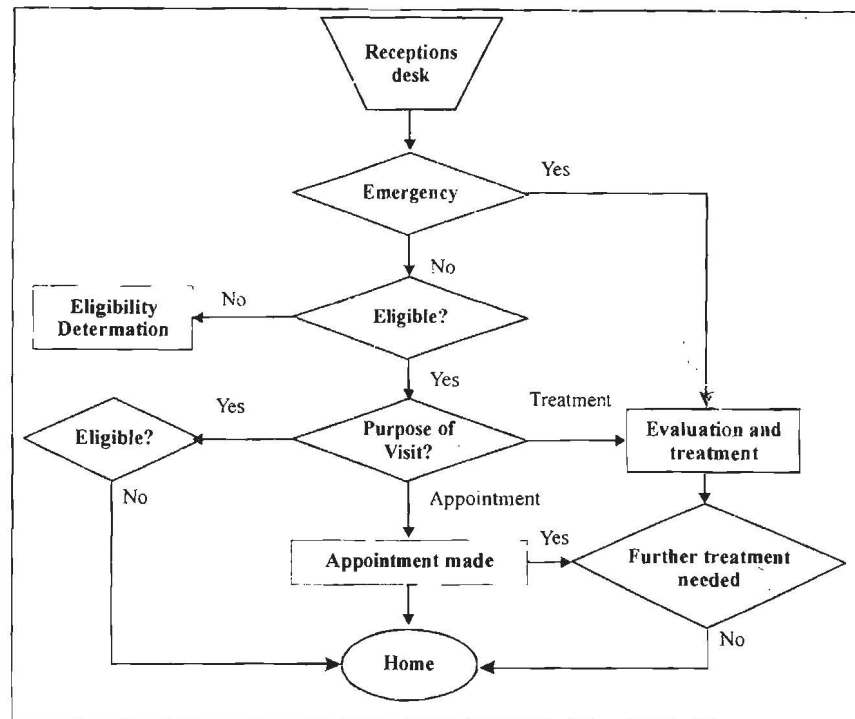 Receptions
desk
Emergency
Yes
No
Eligibility
Determation
No
Eligible?
Yes
Eligible?
Yes
Purpose of
Visit?
Treatment
Evaluation and
treatment
No
Appointment
Appointment made
Yes
Further treatment
needed
Home
No